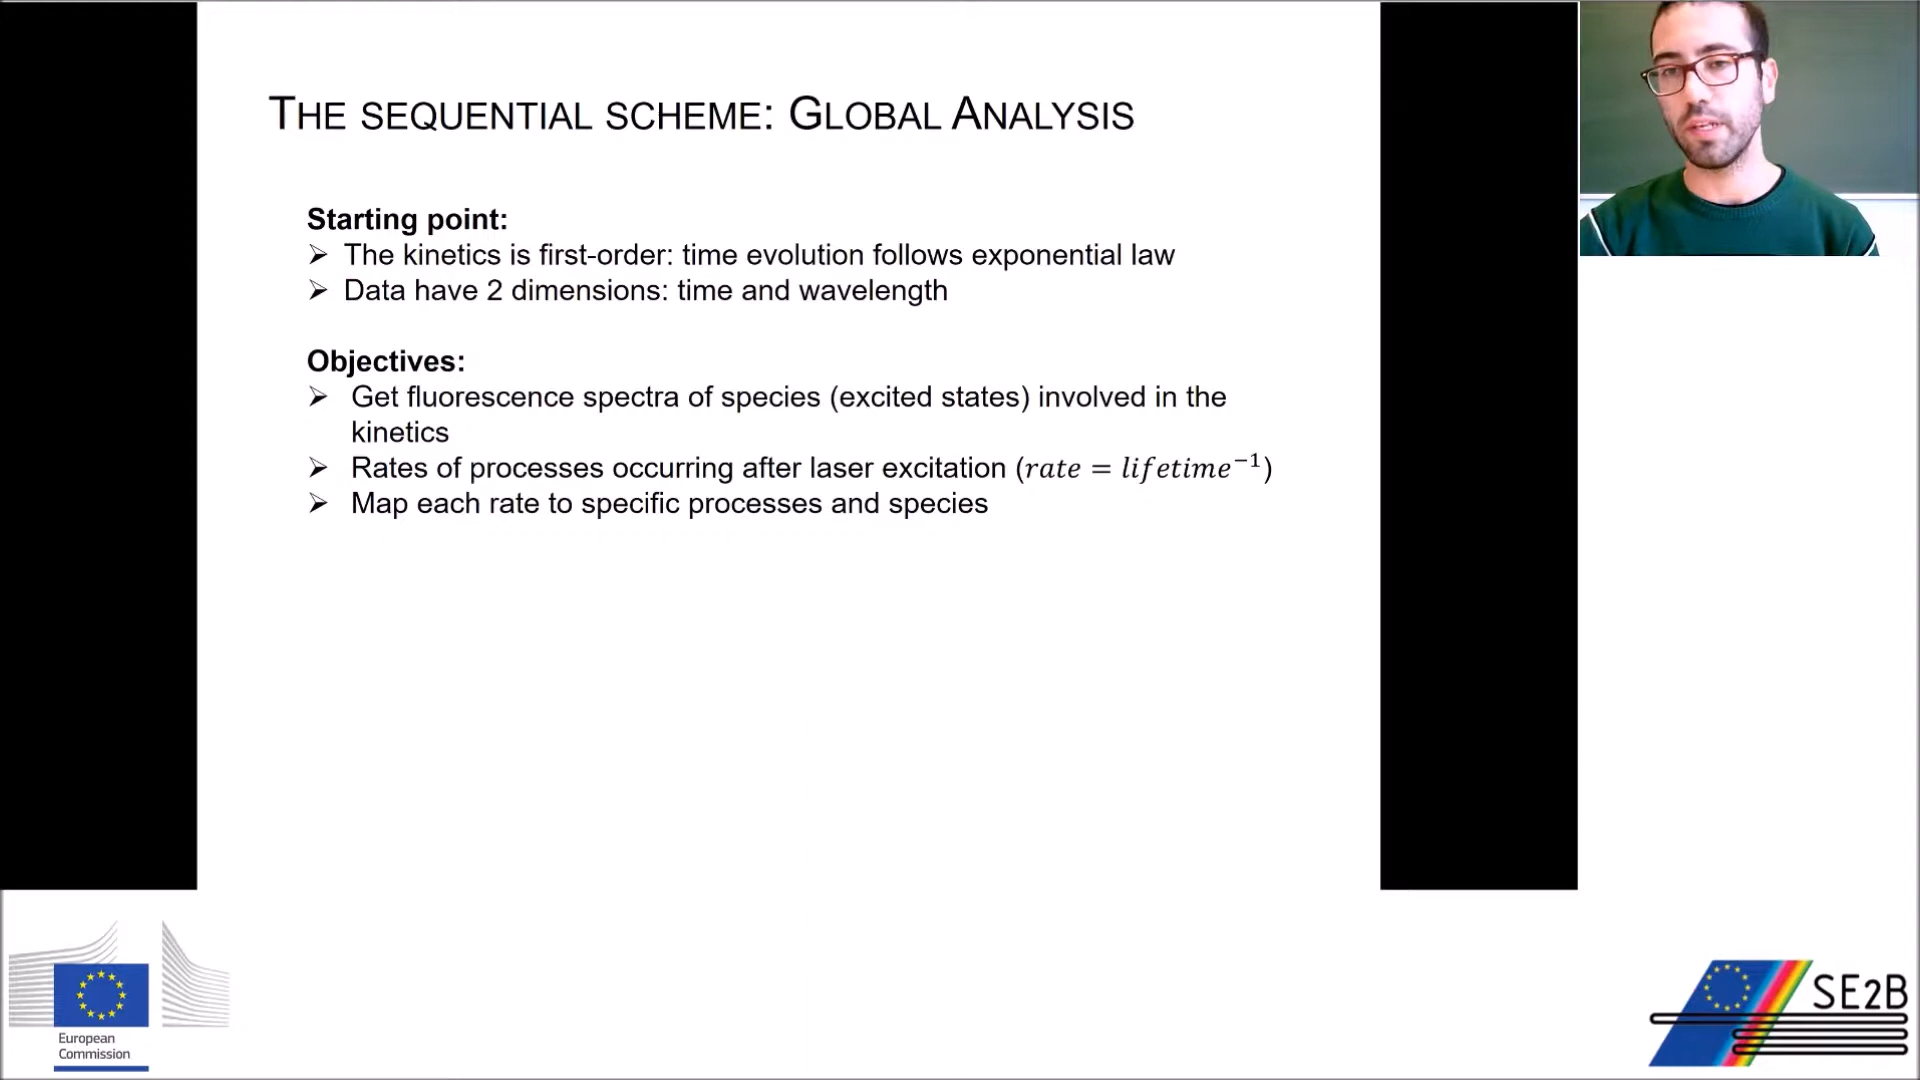 THE SEQUENTIAL SCHEME: GLOBAL ANALYSIS
Starting point:
➢ The kinetics is first-order: time evolution follows exponential law
➢ Data have 2 dimensions: time and wavelength
Objectives:
➢ Get fluorescence spectra of species (excited states) involved in the
kinetics
➢ Rates of processes occurring after laser excitation (rate = lifetime⁻¹)
➢ Map each rate to specific processes and species
European
Commission
SE2B